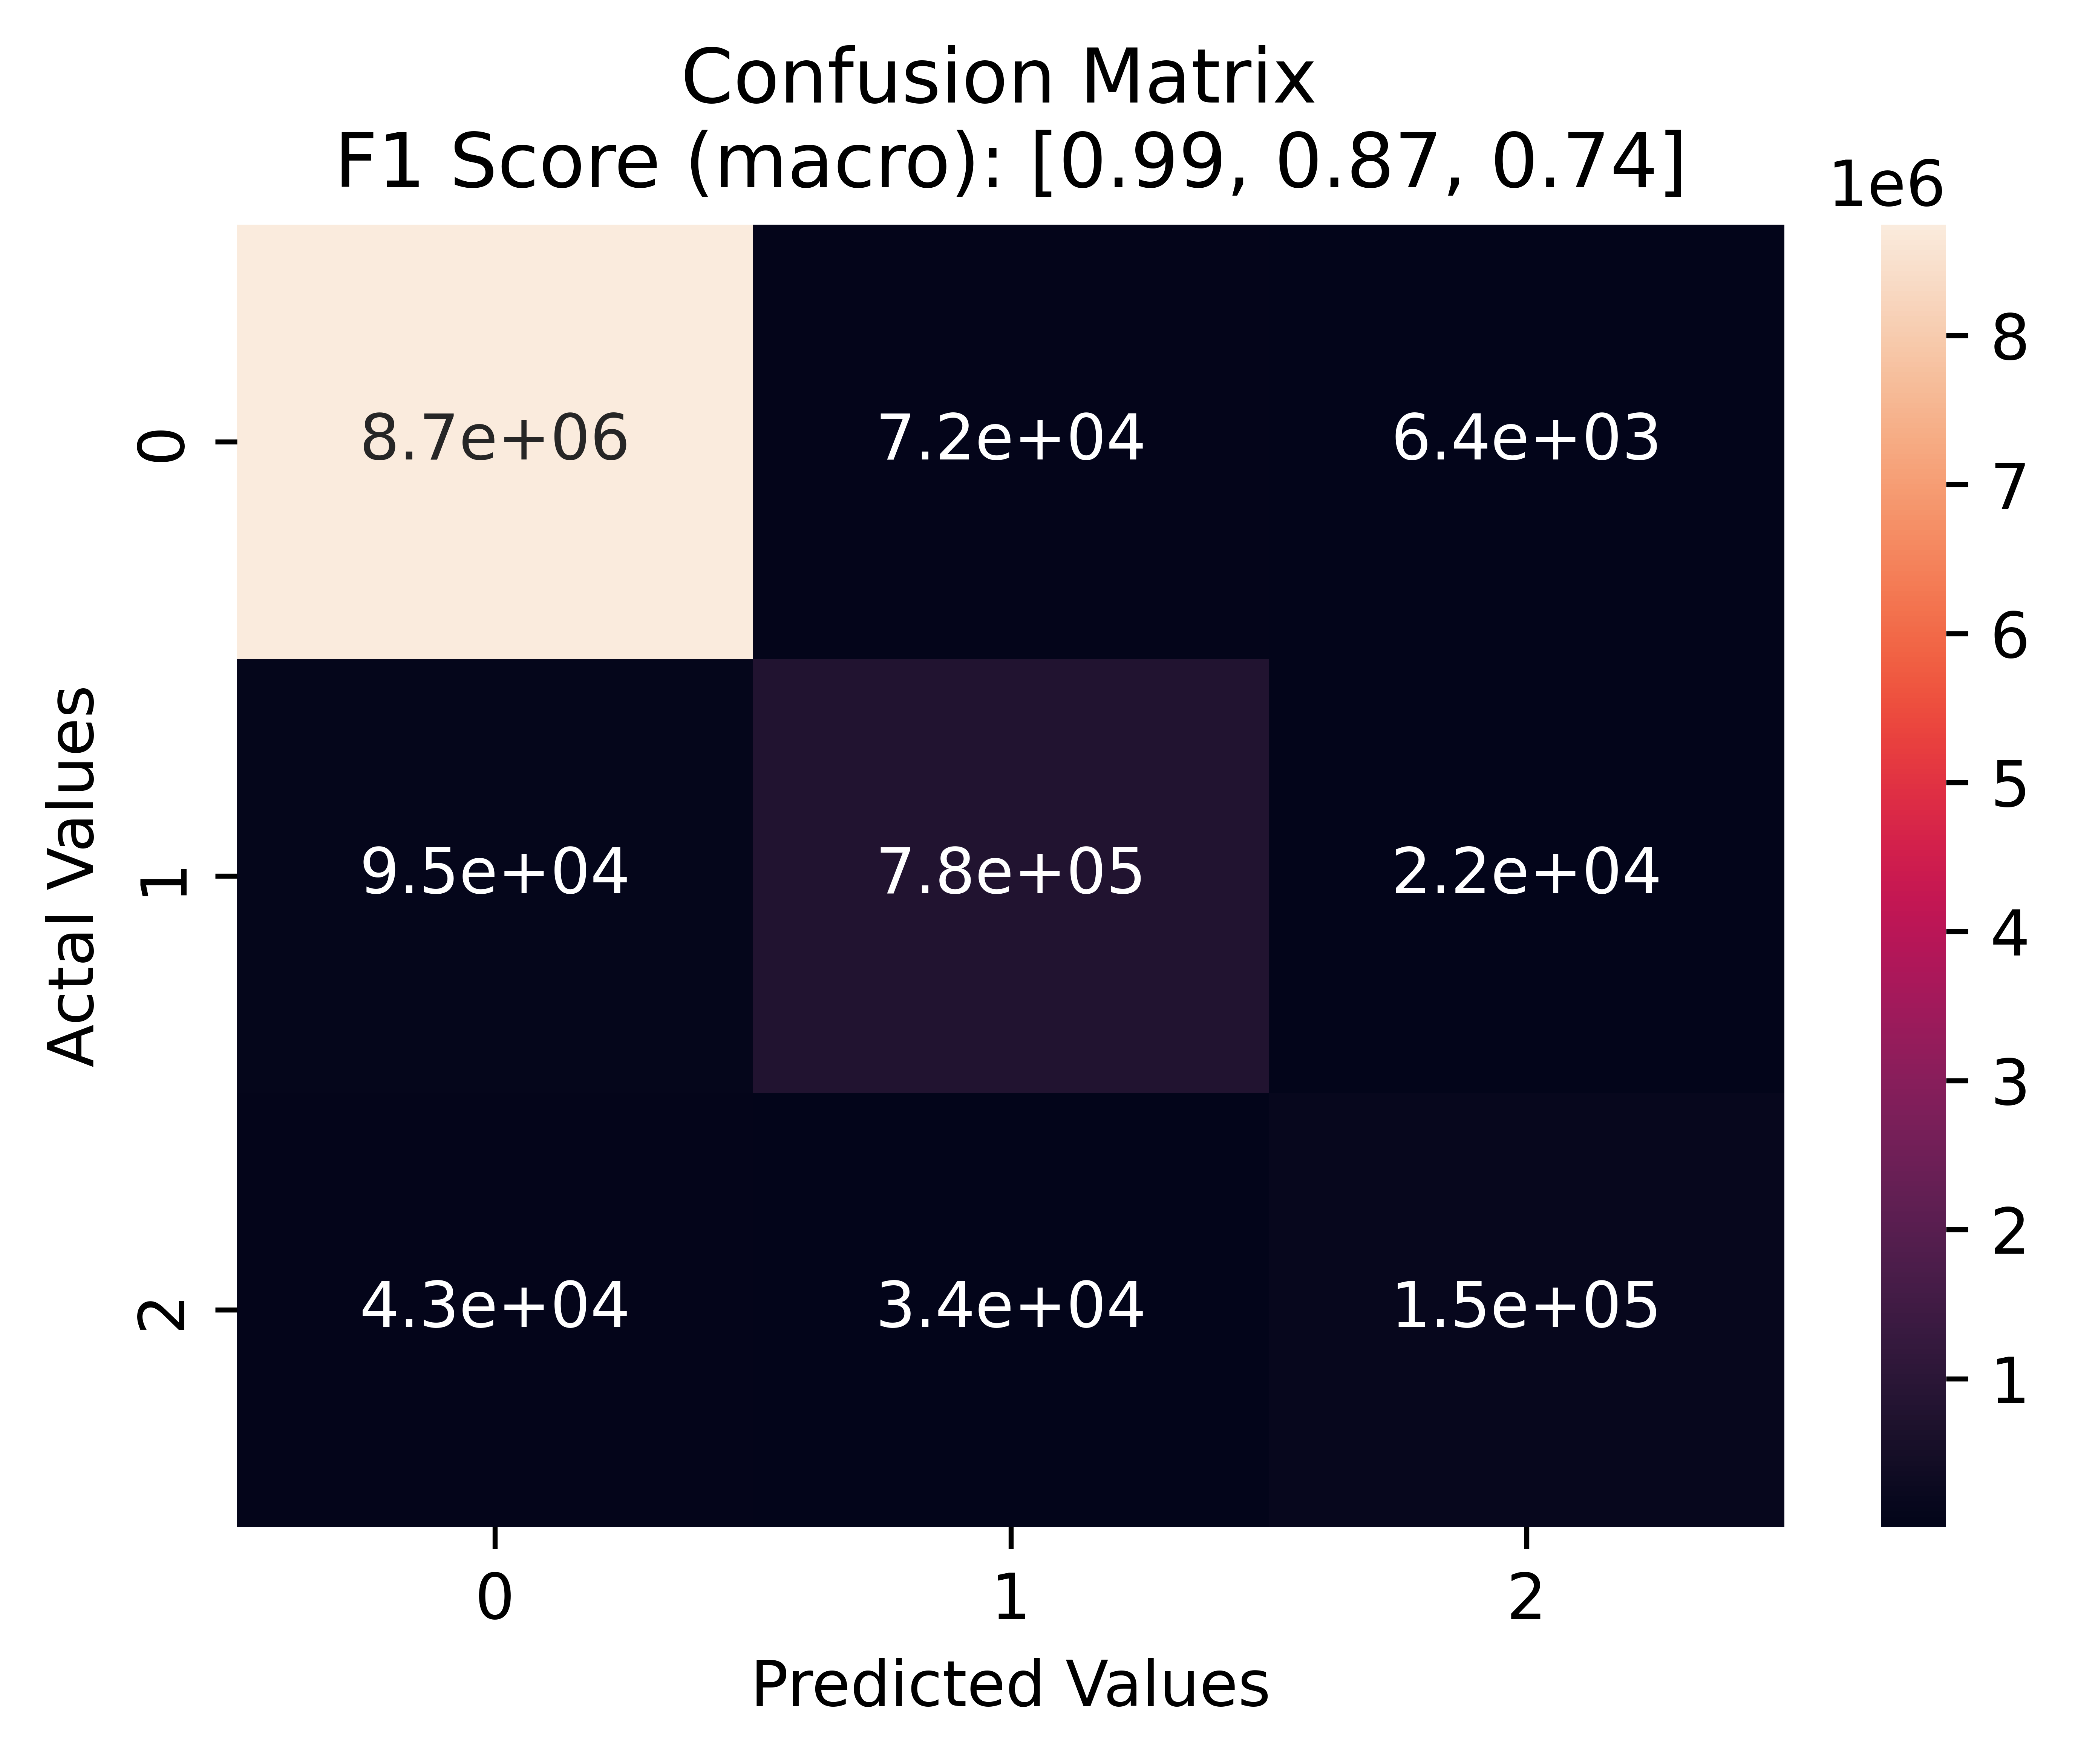 Confusion Matrix
F1 Score (macro): [0.99, 0.87, 0.74]
1e6
8
7
6
5
4
3
2
1
Actal Values
0
8.7e+06 7.2e+04 6.4e+03
1
9.5e+04 7.8e+05 2.2e+04
2
4.3e+04 3.4e+04 1.5e+05
0 1 2
Predicted Values